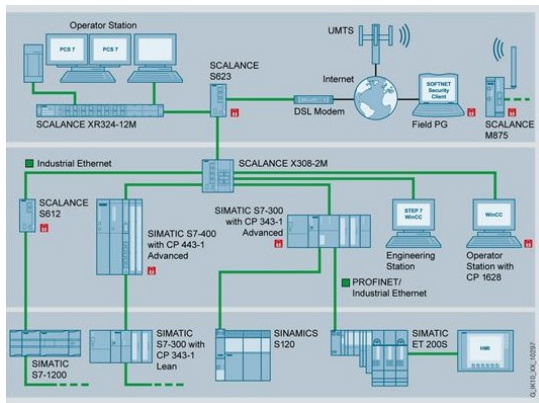 Operator Station
PCS 7
PCS 7
SCALANCE
S623
SCALANCE XR324-12M
UMTS
Internet
DSL Modem
SOFTNET
Security
Client
Field PG
SCALANCE
M875
Industrial Ethernet
SCALANCE X308-2M
SCALANCE
S612
SIMATIC S7-400
with CP 443-1
Advanced
SIMATIC S7-300
with CP 343-1
Advanced
STEP 7
WinCC
Engineering
Station
WinCC
Operator
Station with
CP 1628
PROFINET/
Industrial Ethernet
SIMATIC
S7-1200
SIMATIC
S7-300 with
CP 343-1
Lean
SINAMICS
S120
SIMATIC
ET 200S
HMI
G_IK10_XX_10297